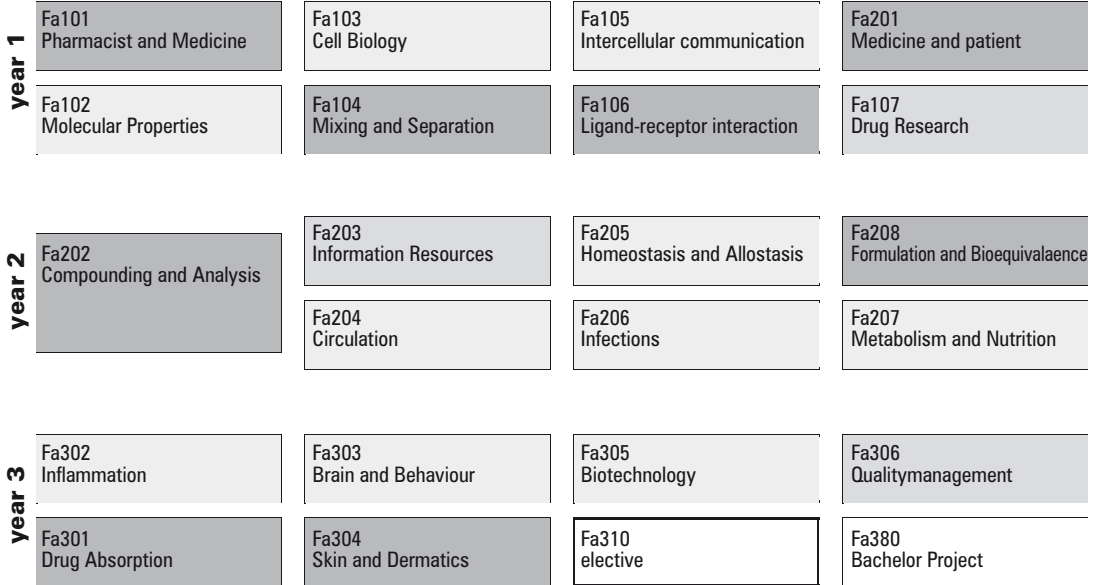 year 1
Fa101
Pharmacist and Medicine
Fa103
Cell Biology
Fa105
Intercellular communication
Fa201
Medicine and patient
Fa102
Molecular Properties
Fa104
Mixing and Separation
Fa106
Ligand-receptor interaction
Fa107
Drug Research
year 2
Fa202
Compounding and Analysis
Fa203
Information Resources
Fa205
Homeostasis and Allostasis
Fa208
Formulation and Bioequivalaence
Fa204
Circulation
Fa206
Infections
Fa207
Metabolism and Nutrition
year 3
Fa302
Inflammation
Fa303
Brain and Behaviour
Fa305
Biotechnology
Fa306
Qualitymanagement
Fa301
Drug Absorption
Fa304
Skin and Dermatics
Fa310
elective
Fa380
Bachelor Project